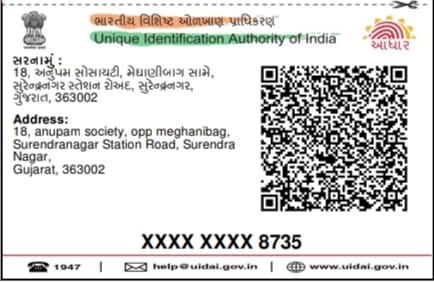 ભારતીય વિશિષ્ટ ઓળખાણ પ્રાધિકરણ
Unique Identification Authority of India
આધાર
સરનામું :
18, અનુપમ સોસાયટી, મેઘાણીબાગ સામે,
સુરેન્દ્રનગર સ્ટેશન રોઅદ, સુરેન્દ્રનગર,
ગુજરાત, 363002
Address:
18, anupam society, opp meghanibag,
Surendranagar Station Road, Surendra
Nagar,
Gujarat, 363002
XXXX XXXX 8735
1947 | help@uidai.gov.in | www.uidai.gov.in